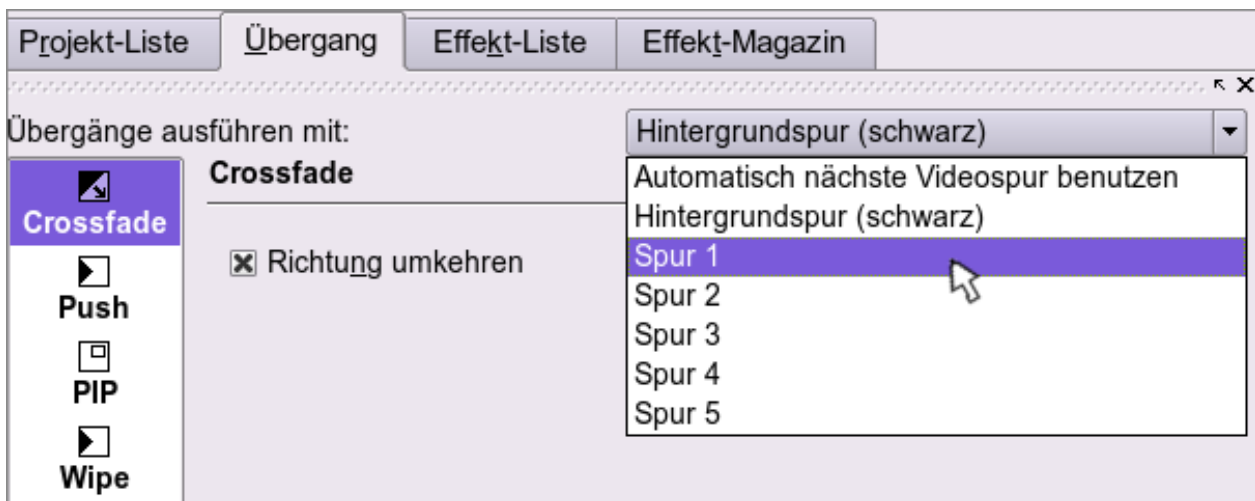 Projekt-Liste Übergang Effekt-Liste Effekt-Magazin
Übergänge ausführen mit: Hintergrundspur (schwarz)
Crossfade
Push
PIP
Wipe
Crossfade
Richtung umkehren
Automatisch nächste Videospur benutzen
Hintergrundspur (schwarz)
Spur 1
Spur 2
Spur 3
Spur 4
Spur 5